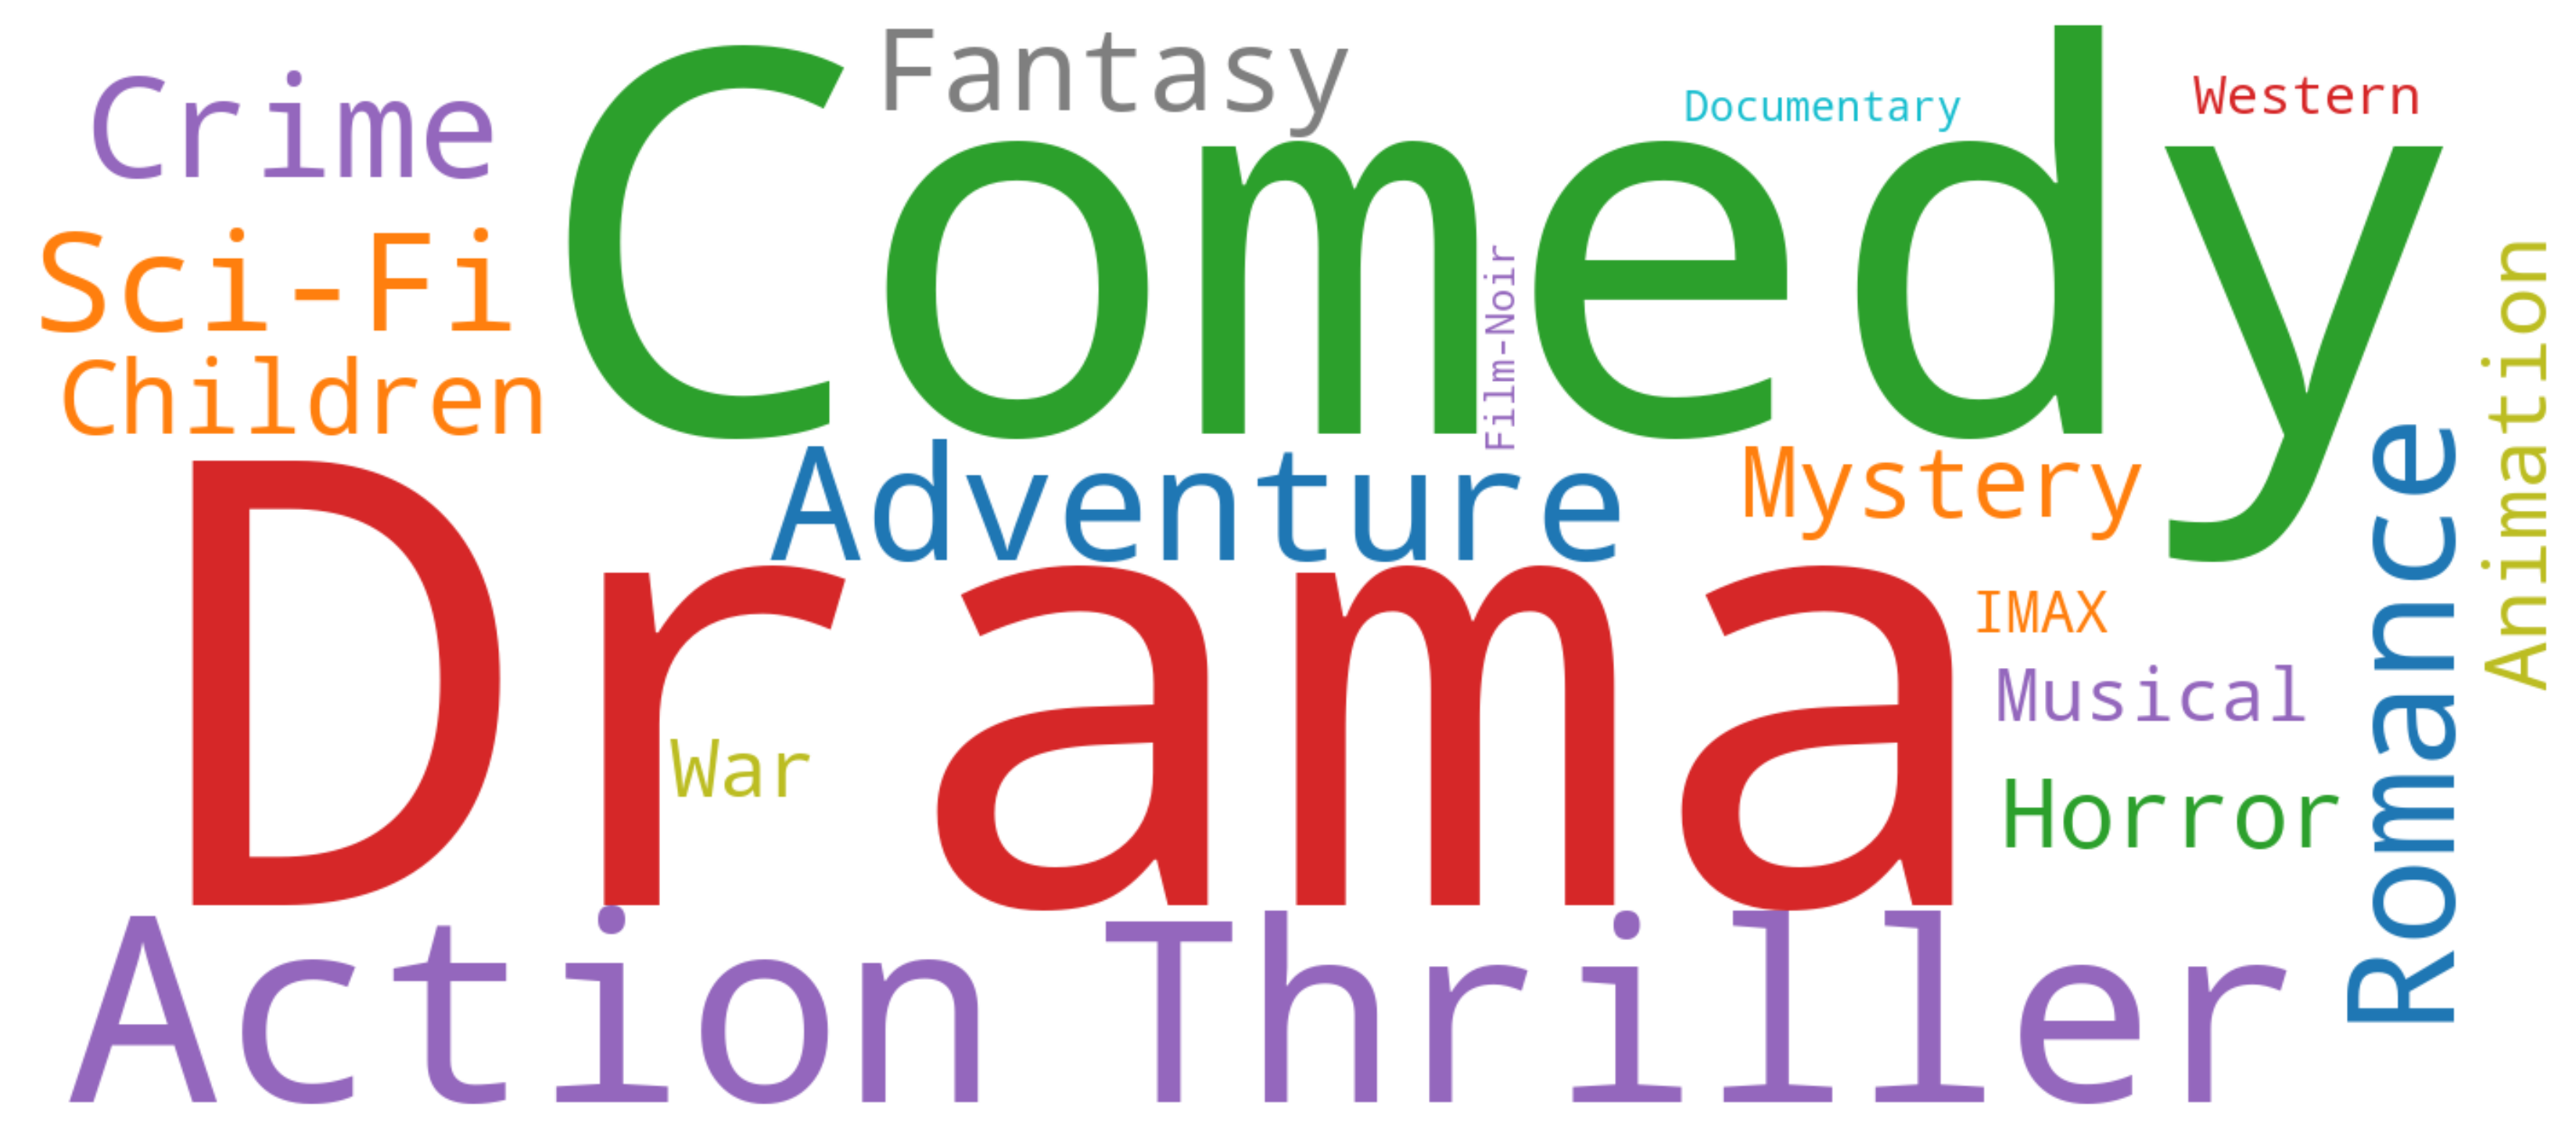 Crime
Fantasy
Documentary
Western
Comedy
Sci-Fi
Children
Film-Noir
Animation
Adventure
Mystery
Romance
Drama
IMAX
Musical
War
Horror
Action
Thriller